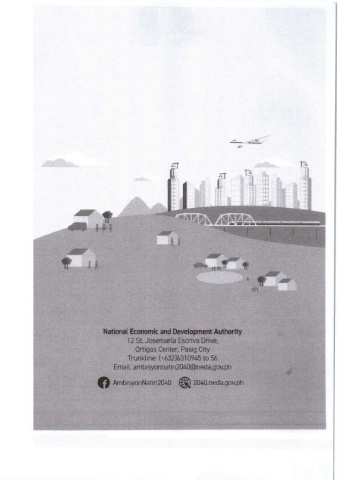 National Economic and Development Authority
12 St. Josemaria Escriva Drive,
Ortigas Center, Pasig City
Trunkline: (+632)6310945 to 56
Email: ambisyonnatin2040@neda.gov.ph
AmbisyonNatin2040 2040.neda.gov.ph